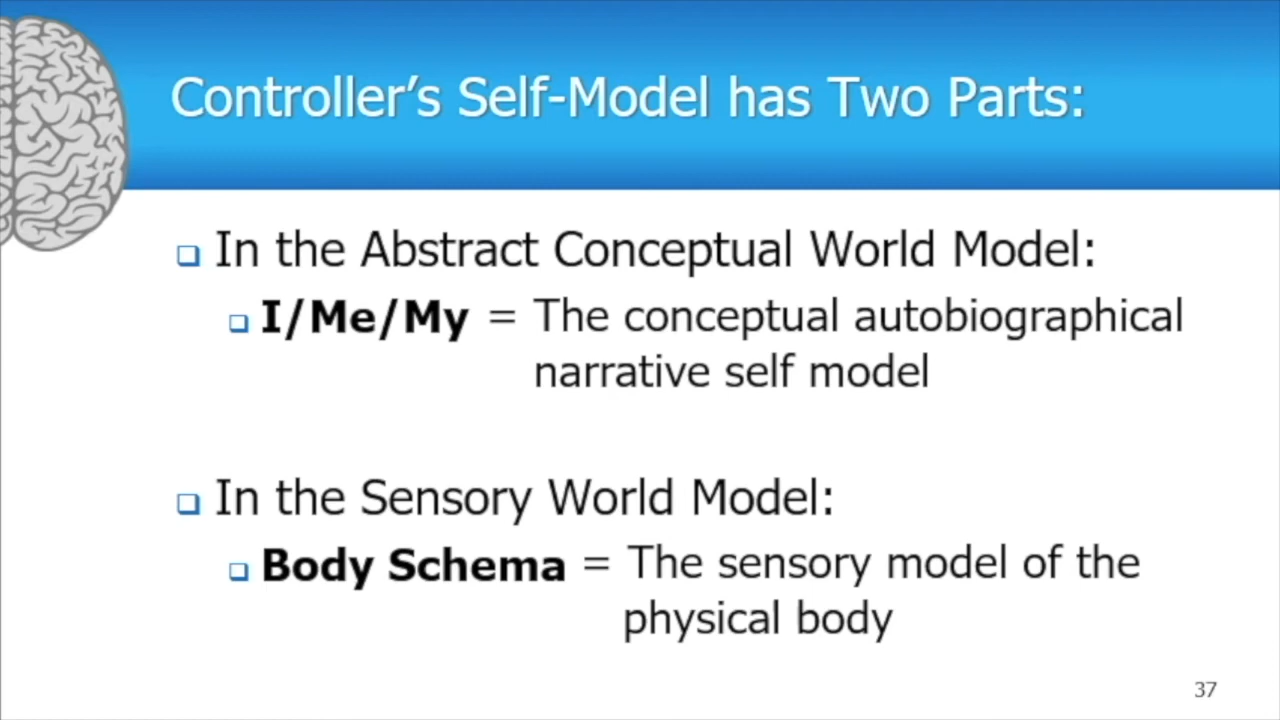 Controller’s Self-Model has Two Parts:
In the Abstract Conceptual World Model:
I/Me/My = The conceptual autobiographical
narrative self model
In the Sensory World Model:
Body Schema = The sensory model of the
physical body
37